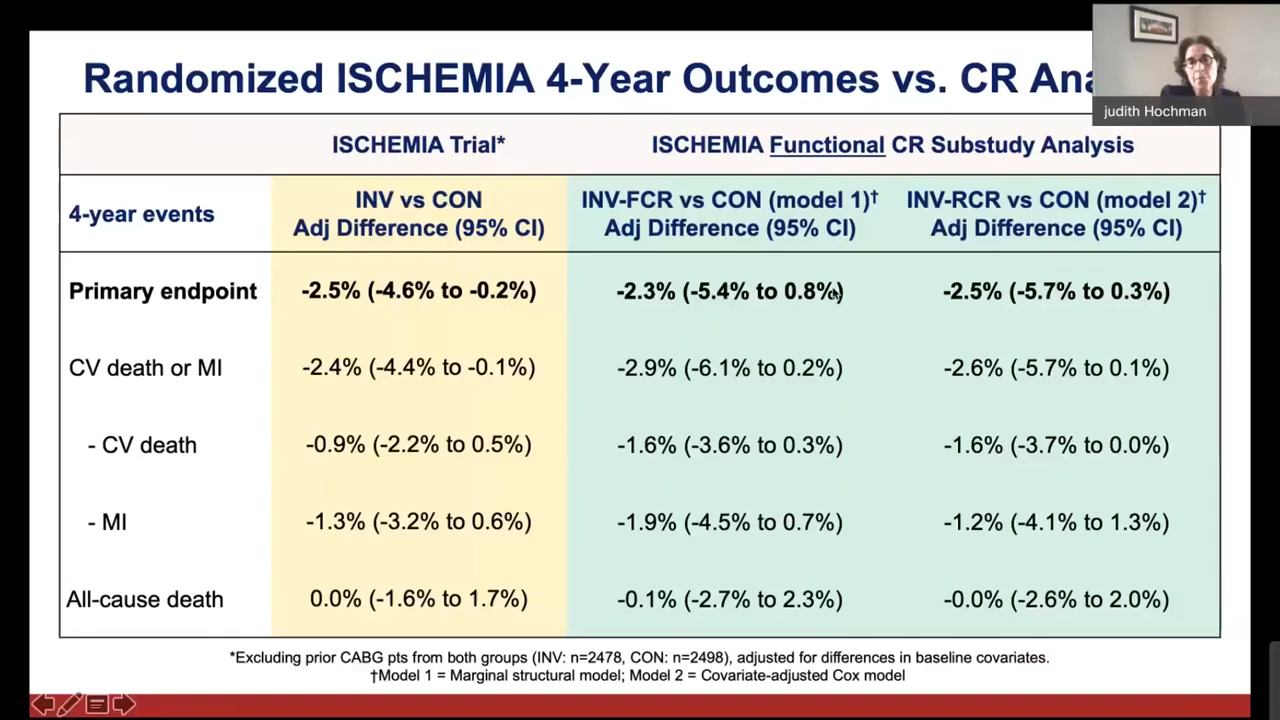 Randomized ISCHEMIA 4-Year Outcomes vs. CR
judith Hochman
ISCHEMIA Trial* ISCHEMIA Functional CR Substudy Analysis
4-year events
INV vs CON INV-FCR vs CON (model 1)† INV-RCR vs CON (model 2)†
Adj Difference (95% CI) Adj Difference (95% CI) Adj Difference (95% CI)
Primary endpoint -2.5% (-4.6% to -0.2%) -2.3% (-5.4% to 0.8%) -2.5% (-5.7% to 0.3%)
CV death or MI -2.4% (-4.4% to -0.1%) -2.9% (-6.1% to 0.2%) -2.6% (-5.7% to 0.1%)
- CV death -0.9% (-2.2% to 0.5%) -1.6% (-3.6% to 0.3%) -1.6% (-3.7% to 0.0%)
- MI -1.3% (-3.2% to 0.6%) -1.9% (-4.5% to 0.7%) -1.2% (-4.1% to 1.3%)
All-cause death 0.0% (-1.6% to 1.7%) -0.1% (-2.7% to 2.3%) -0.0% (-2.6% to 2.0%)
*Excluding prior CABG pts from both groups (INV: n=2478, CON: n=2498), adjusted for differences in baseline covariates.
†Model 1 = Marginal structural model; Model 2 = Covariate-adjusted Cox model